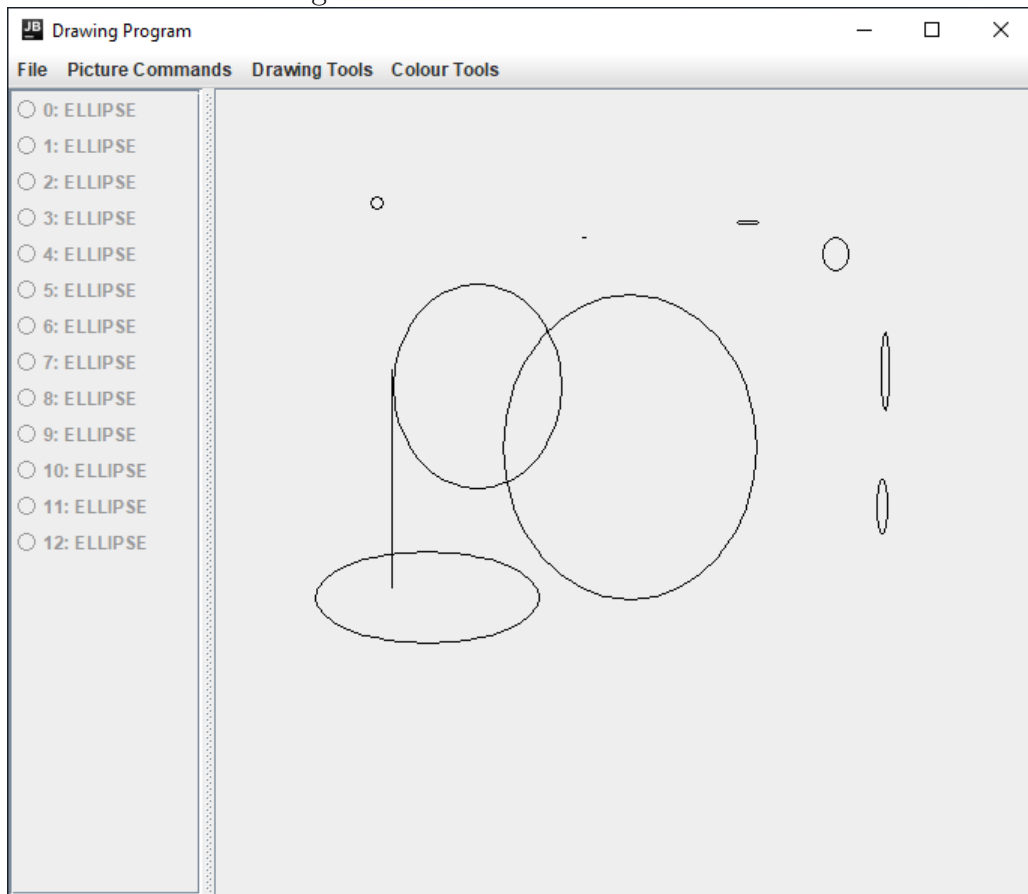 JB Drawing Program
File Picture Commands Drawing Tools Colour Tools
0: ELLIPSE
1: ELLIPSE
2: ELLIPSE
3: ELLIPSE
4: ELLIPSE
5: ELLIPSE
6: ELLIPSE
7: ELLIPSE
8: ELLIPSE
9: ELLIPSE
10: ELLIPSE
11: ELLIPSE
12: ELLIPSE